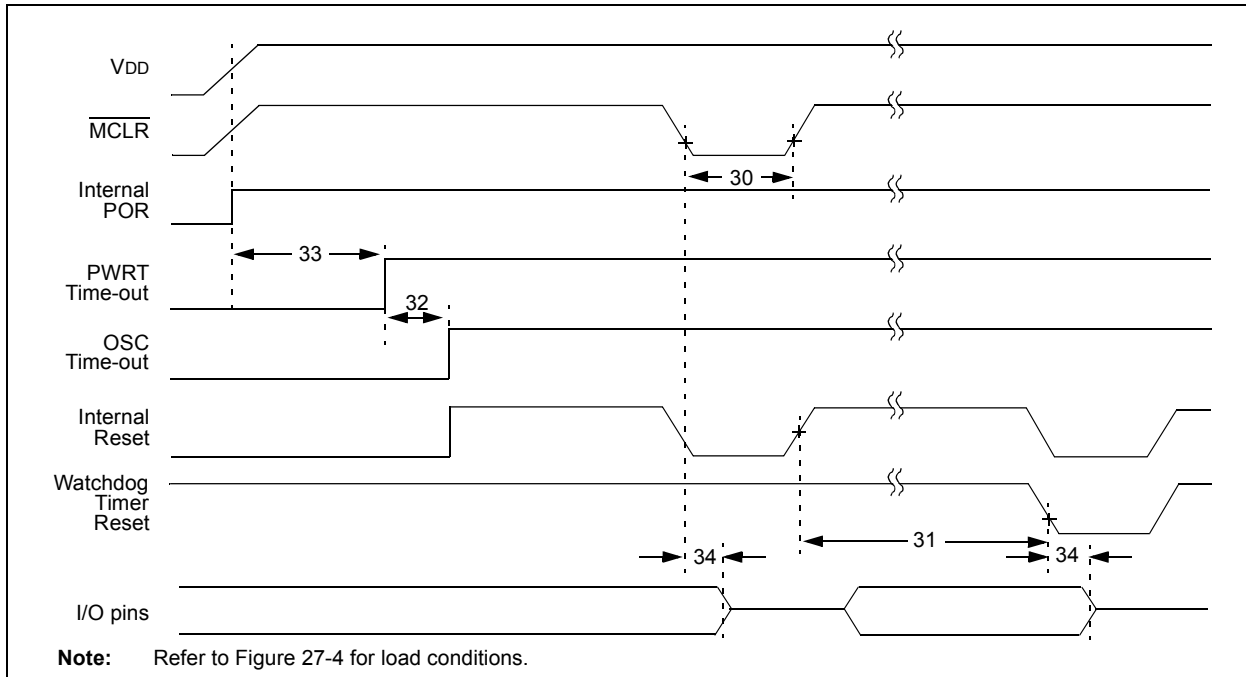 VDD
MCLR
30
Internal
POR
33
PWRT
Time-out
32
OSC
Time-out
Internal
Reset
Watchdog
Timer
Reset
31
34
34
I/O pins
Note: Refer to Figure 27-4 for load conditions.